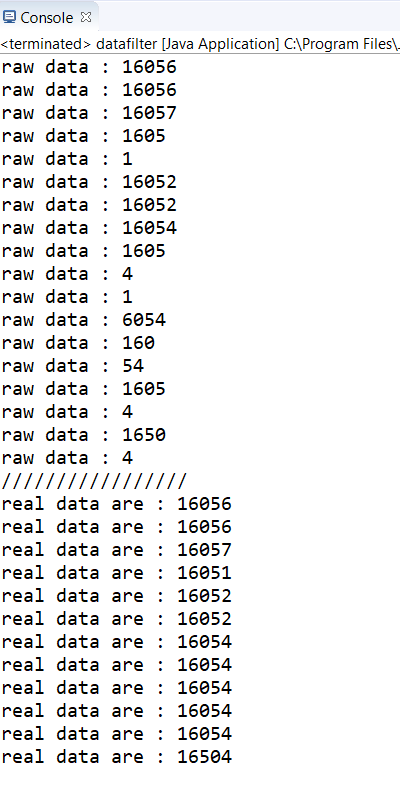 Console
<terminated> datafilter [Java Application] C:\Program Files\.
raw data : 16056
raw data : 16056
raw data : 16057
raw data : 1605
raw data : 1
raw data : 16052
raw data : 16052
raw data : 16054
raw data : 1605
raw data : 4
raw data : 1
raw data : 6054
raw data : 160
raw data : 54
raw data : 1605
raw data : 4
raw data : 1650
raw data : 4
/////////////////
real data are : 16056
real data are : 16056
real data are : 16057
real data are : 16051
real data are : 16052
real data are : 16052
real data are : 16054
real data are : 16054
real data are : 16054
real data are : 16054
real data are : 16054
real data are : 16504